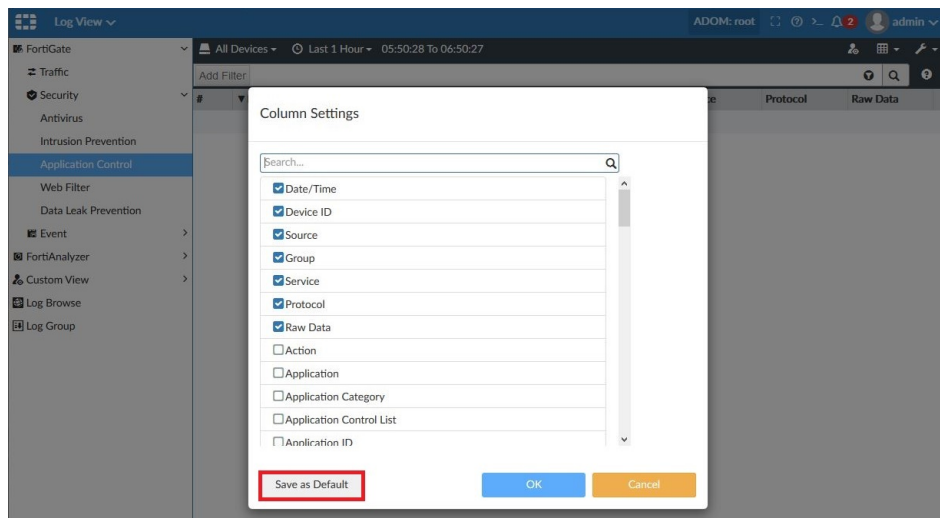 Log View
ADOM: root
2
admin
FortiGate
All Devices
Last 1 Hour
05:50:28 To 06:50:27
Traffic
Add Filter
Security
#
Protocol
Raw Data
Antivirus
Intrusion Prevention
Application Control
Web Filter
Data Leak Prevention
Event
FortiAnalyzer
Custom View
Log Browse
Log Group
Column Settings
Search...
Date/Time
Device ID
Source
Group
Service
Protocol
Raw Data
Action
Application
Application Category
Application Control List
Application ID
Save as Default
OK
Cancel